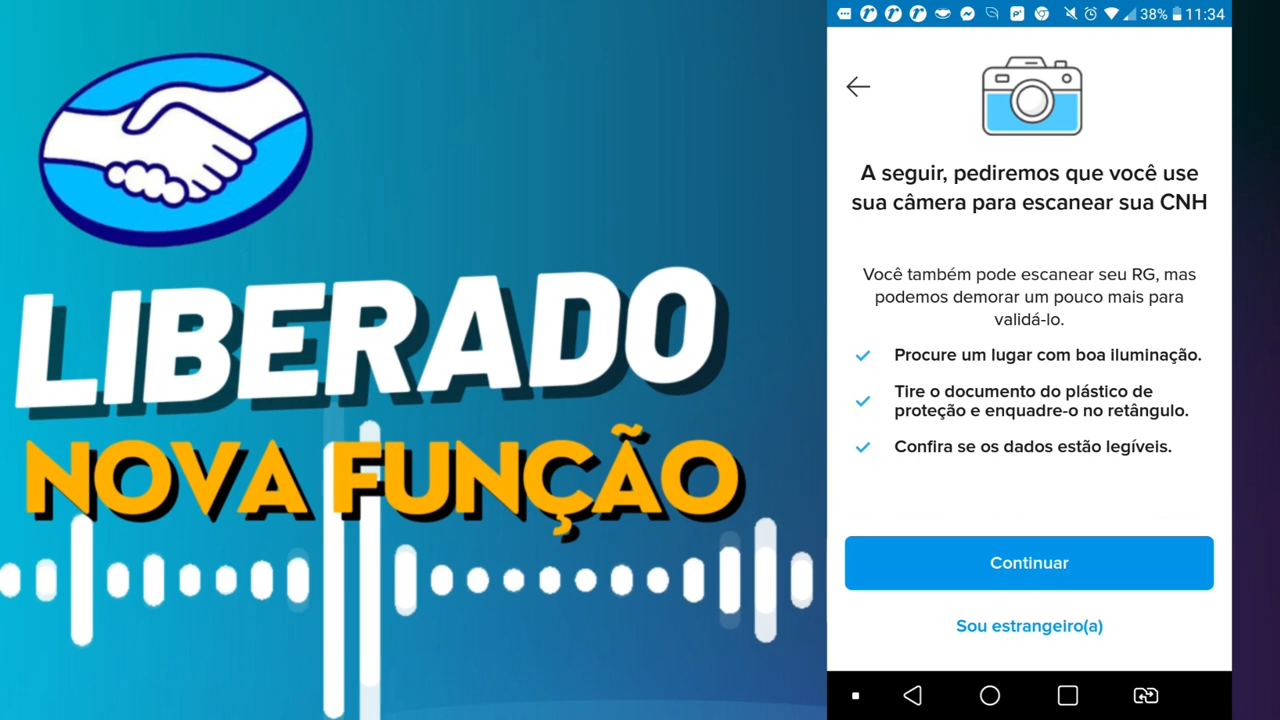 LIBERADO
NOVA FUNÇÃO
38% 11:34
A seguir, pediremos que você use
sua câmera para escanear sua CNH
Você também pode escanear seu RG, mas
podemos demorar um pouco mais para
validá-lo.
Procure um lugar com boa iluminação.
Tire o documento do plástico de
proteção e enquadre-o no retângulo.
Confira se os dados estão legíveis.
Continuar
Sou estrangeiro(a)